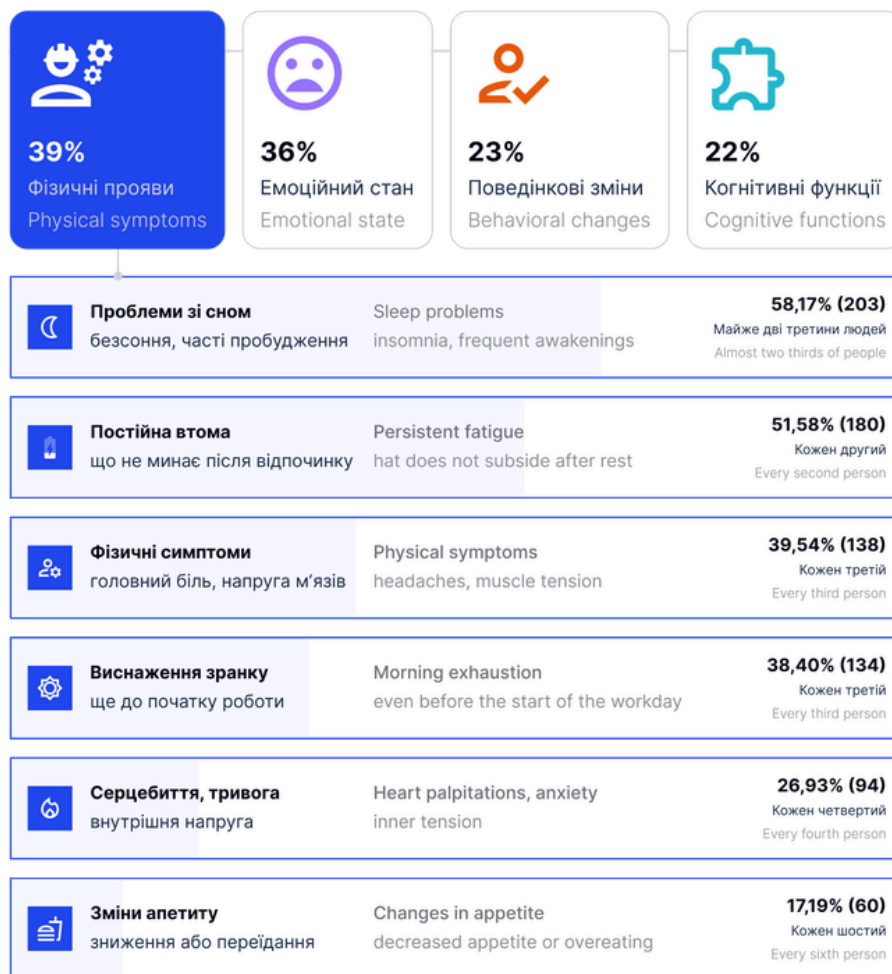 39%
Фізичні прояви
Physical symptoms
36%
Емоційний стан
Emotional state
23%
Поведінкові зміни
Behavioral changes
22%
Когнітивні функції
Cognitive functions
Проблеми зі сном
безсоння, часті пробудження
Sleep problems
insomnia, frequent awakenings
58,17% (203)
Майже дві третини людей
Almost two thirds of people
Постійна втома
що не минає після відпочинку
Persistent fatigue
hat does not subside after rest
51,58% (180)
Кожен другий
Every second person
Фізичні симптоми
головний біль, напруга м’язів
Physical symptoms
headaches, muscle tension
39,54% (138)
Кожен третій
Every third person
Виснаження зранку
ще до початку роботи
Morning exhaustion
even before the start of the workday
38,40% (134)
Кожен третій
Every third person
Серцебиття, тривога
внутрішня напруга
Heart palpitations, anxiety
inner tension
26,93% (94)
Кожен четвертий
Every fourth person
Зміни апетиту
зниження або переїдання
Changes in appetite
decreased appetite or overeating
17,19% (60)
Кожен шостий
Every sixth person